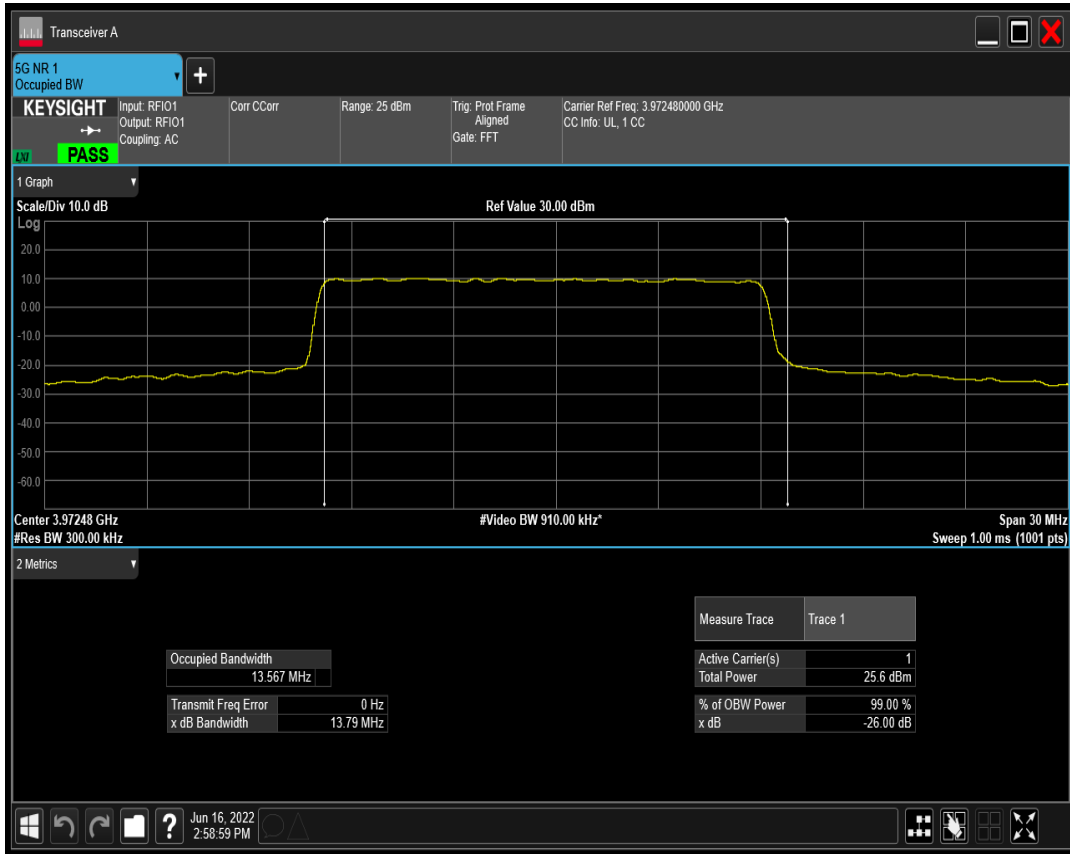 Transceiver A
5G NR 1
Occupied BW
+
KEYSIGHT
LXI
PASS
Input: RFIO1
Output: RFIO1
Coupling: AC
Corr CCorr
Range: 25 dBm
Trig: Prot Frame
Aligned
Gate: FFT
Carrier Ref Freq: 3.972480000 GHz
CC Info: UL, 1 CC
1 Graph
Scale/Div 10.0 dB
Ref Value 30.00 dBm
Log
20.0
10.0
0.00
-10.0
-20.0
-30.0
-40.0
-50.0
-60.0
Center 3.97248 GHz
#Video BW 910.00 kHz*
Span 30 MHz
#Res BW 300.00 kHz
Sweep 1.00 ms (1001 pts)
2 Metrics
Measure Trace Trace 1
Occupied Bandwidth
13.567 MHz
Active Carrier(s) 1
Total Power 25.6 dBm
Transmit Freq Error 0 Hz
x dB Bandwidth 13.79 MHz
% of OBW Power 99.00 %
x dB -26.00 dB
?
Jun 16, 2022
2:58:59 PM